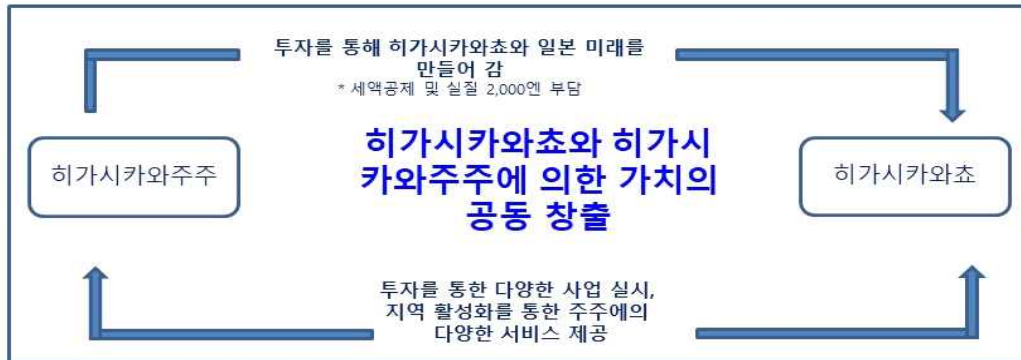 투자를 통해 히가시카와쵸와 일본 미래를
만들어 감
* 세액공제 및 실질 2,000엔 부담
히가시카와주주
히가시카와쵸와 히가시
카와주주에 의한 가치의
공동 창출
히가시카와쵸
투자를 통한 다양한 사업 실시,
지역 활성화를 통한 주주에의
다양한 서비스 제공